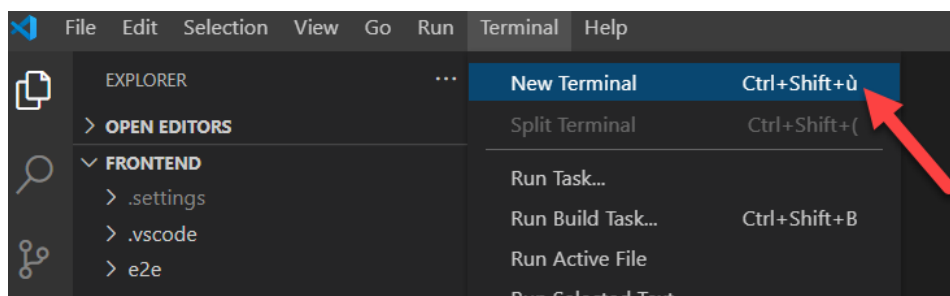 File Edit Selection View Go Run Terminal Help
EXPLORER ...
OPEN EDITORS
FRONTEND
.settings
.vscode
e2e
New Terminal Ctrl+Shift+ù
Split Terminal Ctrl+Shift+(
Run Task...
Run Build Task... Ctrl+Shift+B
Run Active File